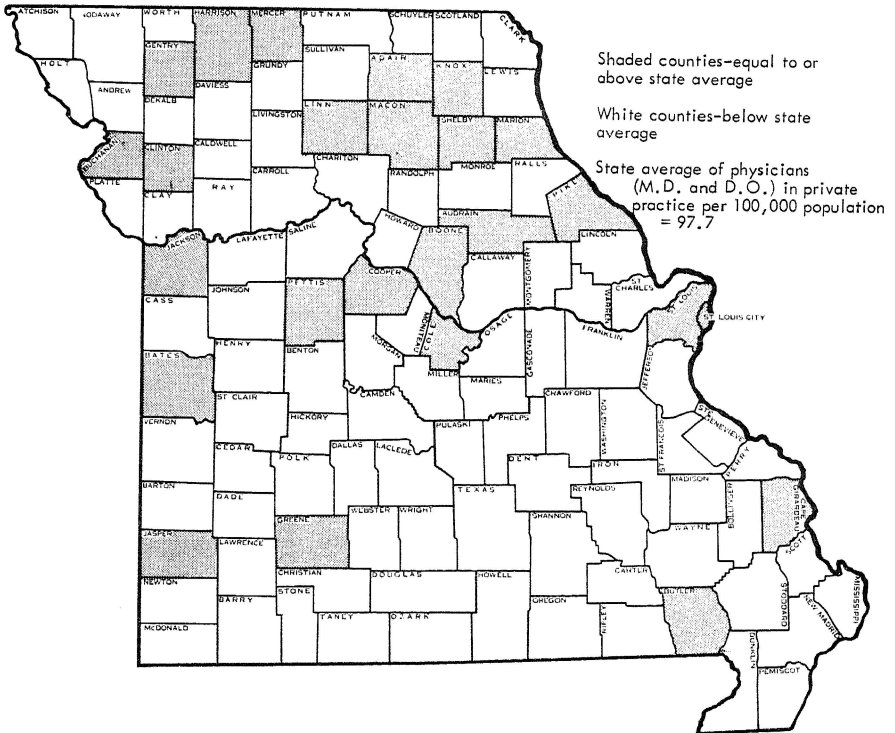 ATCHISON
NODAWAY
WORTH
HARRISON
MERCER
PUTNAM
SCHUYLER
SCOTLAND
CLARK
GENTRY
SULLIVAN
ADAIR
KNOX
LEWIS
HOLT
ANDREW
DEKALB
DAVIESS
GRUNDY
LINN
MACON
SHELBY
MARION
LIVINGSTON
BUCHANAN
CLINTON
CALDWELL
CHARITON
RANDOLPH
MONROE
RALLS
PLATTE
CLAY
RAY
CARROLL
PIKE
AUDRAIN
HOWARD
BOONE
JACKSON
LAFAYETTE
SALINE
LINCOLN
COOPER
CALLAWAY
MONTGOMERY
WARREN
ST CHARLES
ST. LOUIS
ST LOUIS CITY
CASS
JOHNSON
PETTIS
MONITEAU
COLE
OSAGE
GASCONADE
FRANKLIN
JEFFERSON
BATES
HENRY
BENTON
MORGAN
MILLER
MARIES
ST CLAIR
CAMDEN
HICKORY
PULASKI
PHELPS
CRAWFORD
WASHINGTON
ST FRANCOIS
STE GENEVIEVE
PERRY
VERNON
CEDAR
POLK
DALLAS
LACLEDE
DENT
IRON
MADISON
BOLLINGER
CAPE GIRARDEAU
BARTON
DADE
TEXAS
REYNOLDS
GREENE
WEBSTER
WRIGHT
SHANNON
WAYNE
SCOTT
JASPER
LAWRENCE
CHRISTIAN
DOUGLAS
HOWELL
CARTER
BUTLER
STODDARD
MISSISSIPPI
NEWTON
BARRY
STONE
TANEY
OZARK
OREGON
RIPLEY
NEW MADRID
MCDONALD
DUNKLIN
PEMISCOT
Shaded counties-equal to or
above state average
White counties-below state
average
State average of physicians
(M.D. and D.O.) in private
practice per 100,000 population
= 97.7